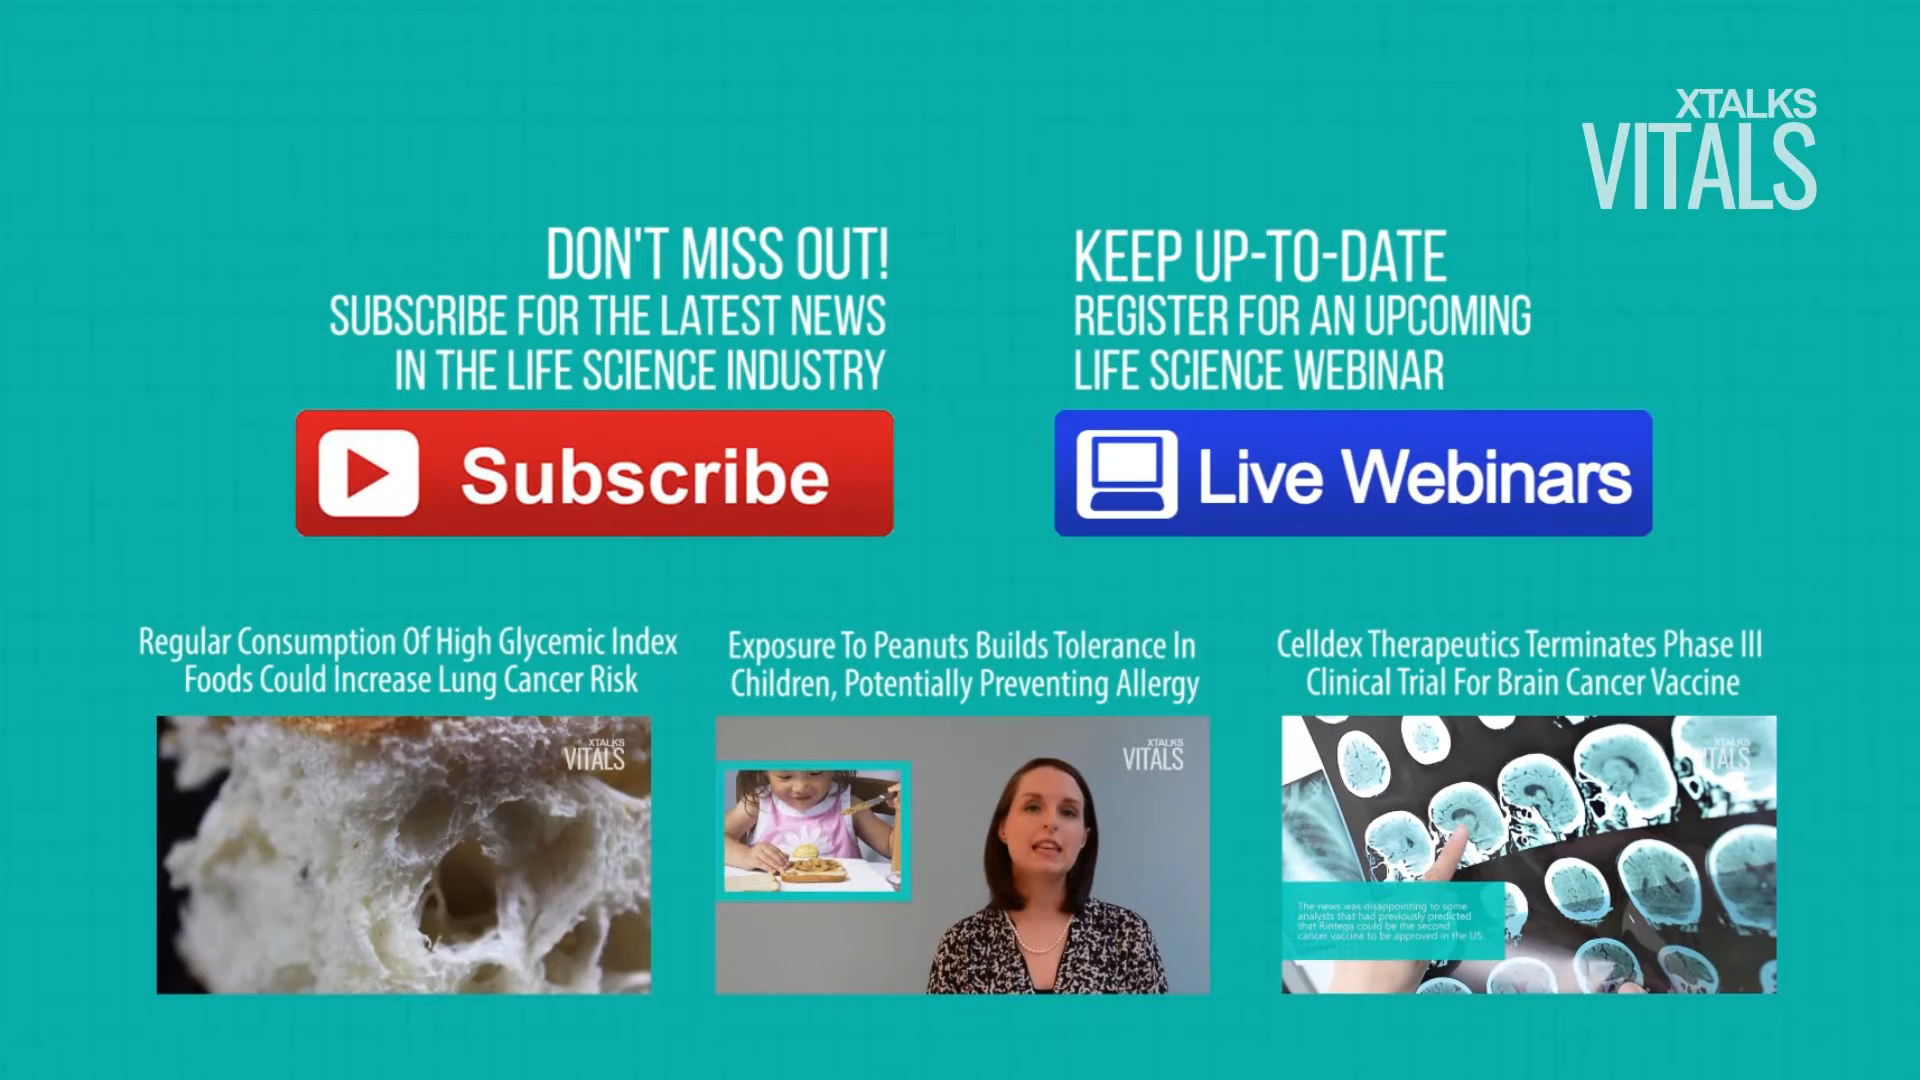 XTALKS
VITALS
DON'T MISS OUT!
SUBSCRIBE FOR THE LATEST NEWS
IN THE LIFE SCIENCE INDUSTRY
Subscribe
KEEP UP-TO-DATE
REGISTER FOR AN UPCOMING
LIFE SCIENCE WEBINAR
Live Webinars
Regular Consumption Of High Glycemic Index
Foods Could Increase Lung Cancer Risk
XTALKS
VITALS
Exposure To Peanuts Builds Tolerance In
Children, Potentially Preventing Allergy
XTALKS
VITALS
Celldex Therapeutics Terminates Phase III
Clinical Trial For Brain Cancer Vaccine
XTALKS
VITALS
The news was disappointing to some
analysts that had previously predicted
that Rintega could be the second
cancer vaccine to be approved in the US.